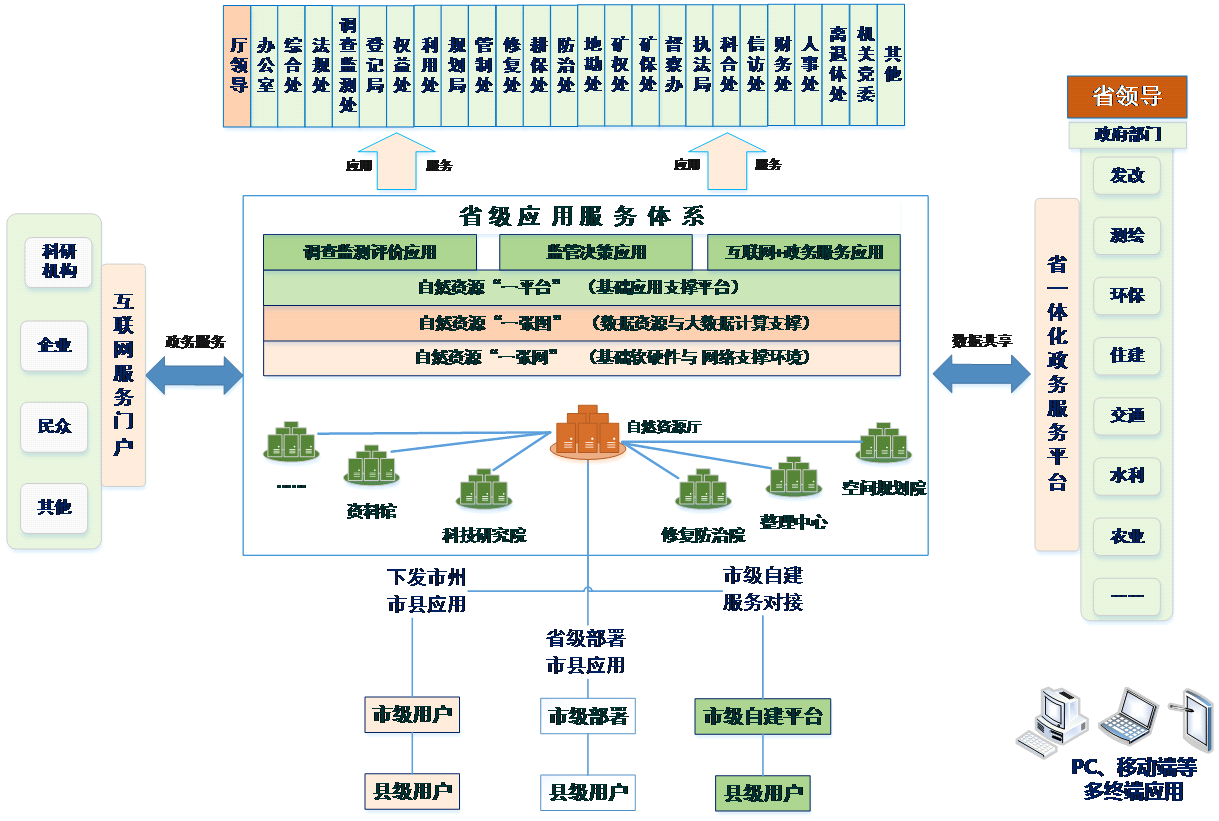 厅领导
办公室
综合处
法规处
调查监测处
登记局
权益处
利用处
规划局
管制处
修复处
耕保处
防治处
地勘处
矿权处
矿保处
督察办
执法局
科合处
信访处
财务处
人事处
离退体处
机关党委
其他
应用
服务
应用
服务
省领导
政府部门
发改
测绘
环保
住建
交通
水利
农业
——
省一体化政务服务平台
数据共享
科研
机构
企业
民众
其他
互联网服务门户
政务服务
省级应用服务体系
调查监测评价应用
监管决策应用
互联网+政务服务应用
自然资源“一平台” （基础应用支撑平台）
自然资源“一张图” （数据资源与大数据计算支撑）
自然资源“一张网” （基础软硬件与 网络支撑环境）
自然资源厅
……
资料馆
科技研究院
修复防治院
整理中心
空间规划院
下发市州
市县应用
省级部署
市县应用
市级自建
服务对接
市级用户
市级部署
市级自建平台
县级用户
县级用户
县级用户
PC、移动端等
多终端应用